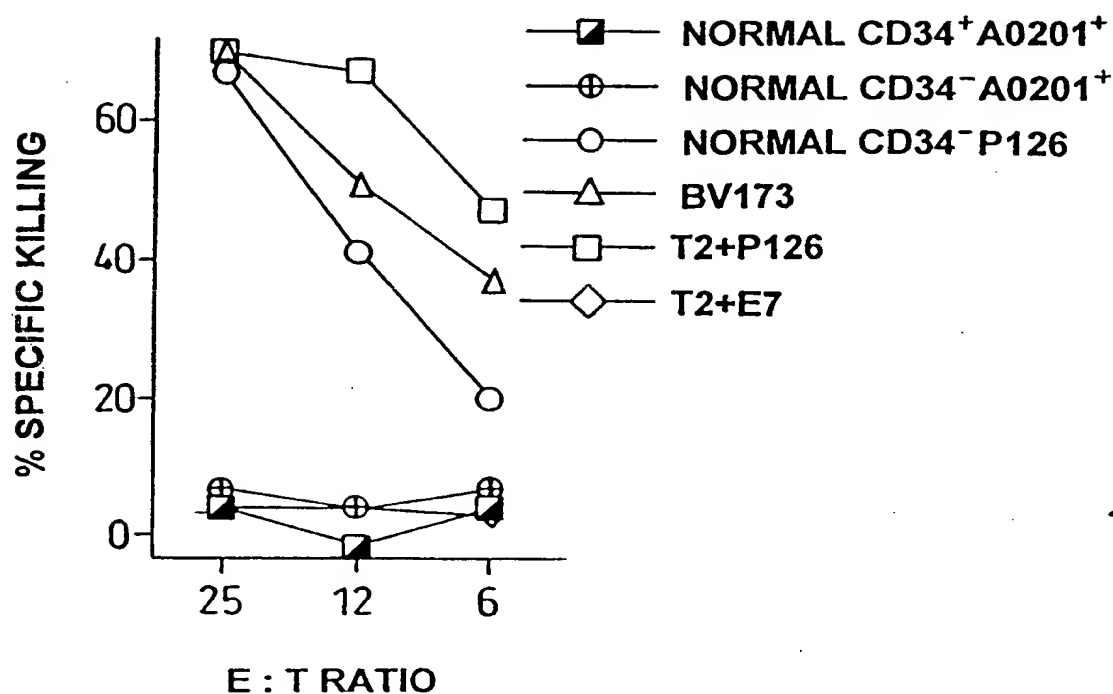 NORMAL CD34+ A0201+
NORMAL CD34- A0201+
NORMAL CD34- P126
BV173
T2+P126
T2+E7
% SPECIFIC KILLING
60
40
20
0
25 12 6
E : T RATIO